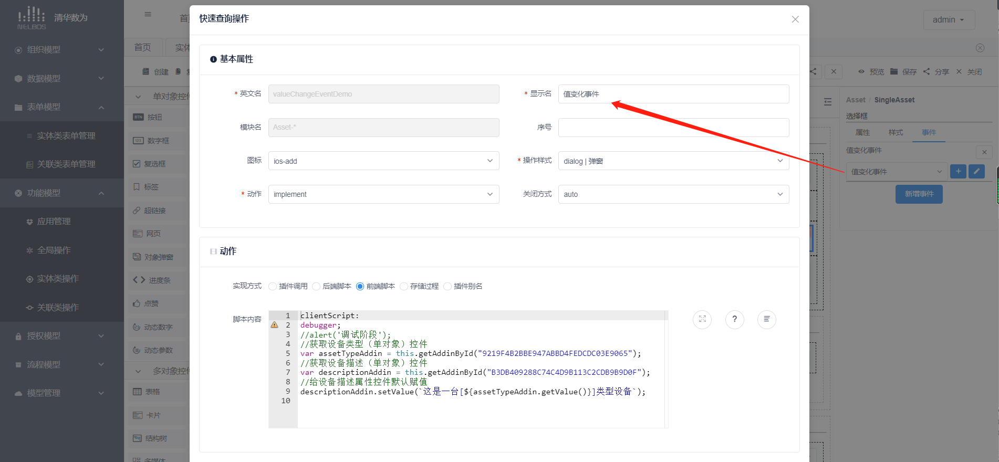 NELBDS
清华数为
组织模型
数据模型
表单模型
实体类表单管理
关联类表单管理
功能模型
应用管理
全局操作
实体类操作
关联类操作
授权模型
流程模型
模型管理
首页
admin
首页
实体
创建
预览
保存
分享
关闭
单对象控件
BTN 按钮
123 数字框
复选框
标签
超链接
网页
对象弹窗
进度条
点赞
动态数字
动态参数
多对象控件
表格
卡片
结构树
多媒体
快速查询操作
基本属性
* 英文名
valueChangeEventDemo
* 显示名
值变化事件
模块名
Asset-*
序号
图标
ios-add
* 操作样式
dialog | 弹窗
* 动作
implement
关闭方式
auto
动作
实现方式
插件调用
后端脚本
前端脚本
存储过程
插件别名
脚本内容
1 clientScript:
2 debugger;
3 //alert('调试阶段');
4 //获取设备类型（单对象）控件
5 var assetTypeAddin = this.getAddinById("9219F4B2BBE947ABBD4FEDCDC03E9065");
6 //获取设备描述（单对象）控件
7 var descriptionAddin = this.getAddinById("B3DB409288C74C4D9B113C2CDB9B9D0F");
8 //给设备描述属性控件默认赋值
9 descriptionAddin.setValue(`这是一台[${assetTypeAddin.getValue()}]类型设备`);
10
?
Asset / SingleAsset
选择框
属性
样式
事件
值变化事件
值变化事件
新增事件